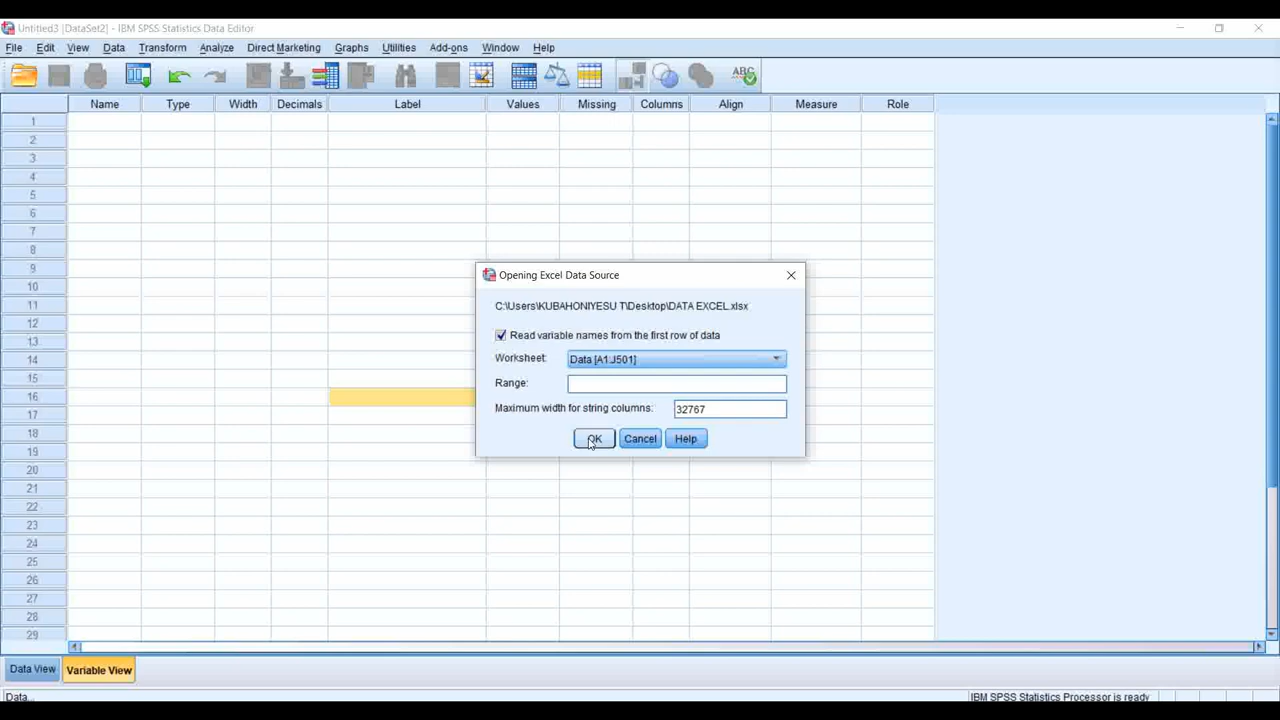 Untitled3 [DataSet2] - IBM SPSS Statistics Data Editor
File Edit View Data Transform Analyze Direct Marketing Graphs Utilities Add-ons Window Help
ABC
Name Type Width Decimals Label Values Missing Columns Align Measure Role
1
2
3
4
5
6
7
8
9
10
11
12
13
14
15
16
17
18
19
20
21
22
23
24
25
26
27
28
29
Opening Excel Data Source
C:\Users\KUBAHONIYESU T\Desktop\DATA EXCEL.xlsx
Read variable names from the first row of data
Worksheet: Data [A1:J501]
Range:
Maximum width for string columns: 32767
OK Cancel Help
Data View Variable View
Data... IBM SPSS Statistics Processor is ready